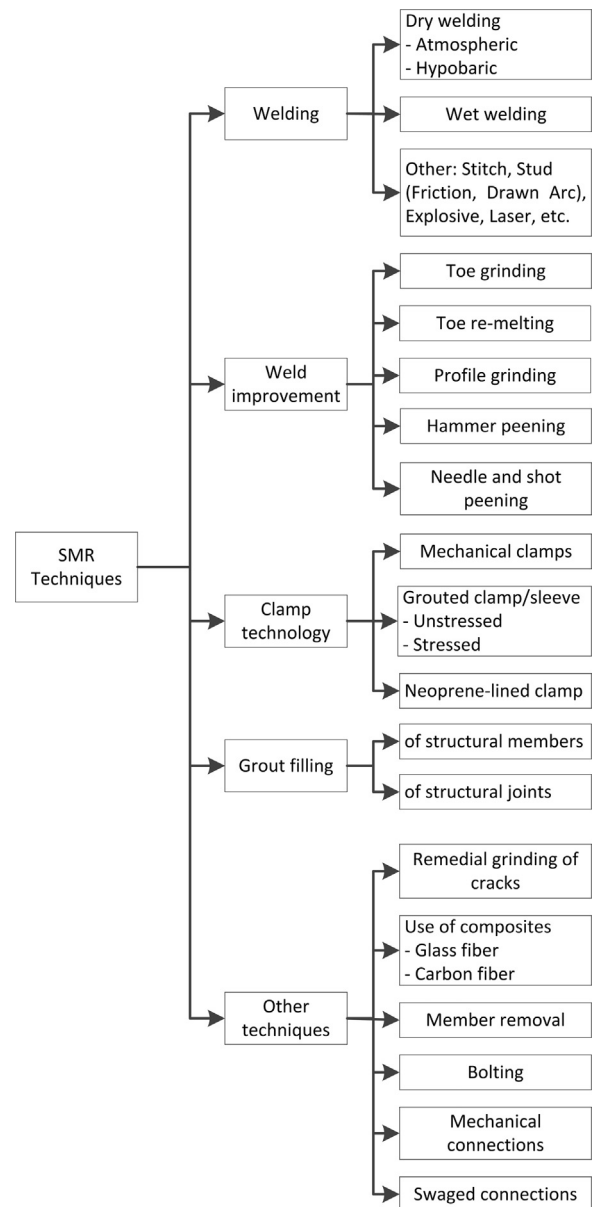 SMR
Techniques
Welding
Dry welding
- Atmospheric
- Hypobaric
Wet welding
Other: Stitch, Stud
(Friction, Drawn Arc),
Explosive, Laser, etc.
Weld
improvement
Toe grinding
Toe re-melting
Profile grinding
Hammer peening
Needle and shot
peening
Clamp
technology
Mechanical clamps
Grouted clamp/sleeve
- Unstressed
- Stressed
Neoprene-lined clamp
Grout filling
of structural members
of structural joints
Other
techniques
Remedial grinding of
cracks
Use of composites
- Glass fiber
- Carbon fiber
Member removal
Bolting
Mechanical
connections
Swaged connections